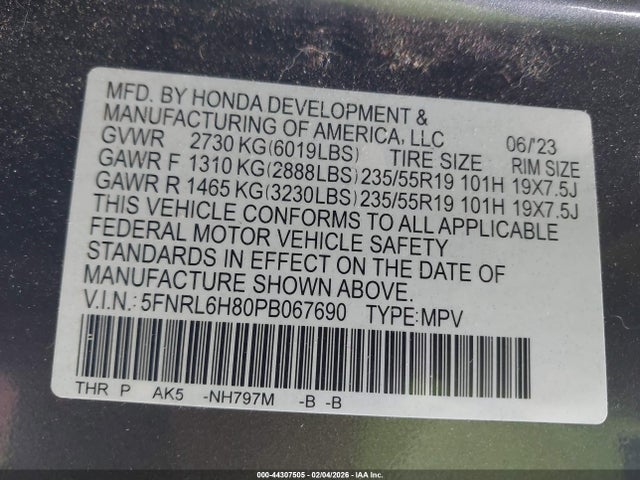 MFD. BY HONDA DEVELOPMENT &
MANUFACTURING OF AMERICA, LLC 06/'23
GVWR 2730 KG(6019LBS) TIRE SIZE RIM SIZE
GAWR F 1310 KG(2888LBS) 235/55R19 101H 19X7.5J
GAWR R 1465 KG(3230LBS) 235/55R19 101H 19X7.5J
THIS VEHICLE CONFORMS TO ALL APPLICABLE
FEDERAL MOTOR VEHICLE SAFETY
STANDARDS IN EFFECT ON THE DATE OF
MANUFACTURE SHOWN ABOVE.
V.I.N.: 5FNRL6H80PB067690 TYPE:MPV
THR P AK5 -NH797M -B -B
000-44307505 - 02/04/2026 - IAA Inc.